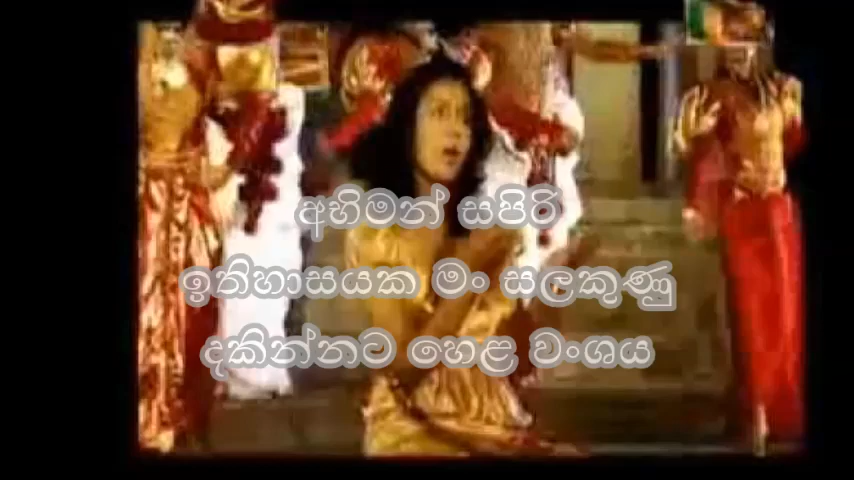 අභිමන් සපිරි
ඉතිහාසයක මං සලකුණු
දකින්නට හෙළ වංශය